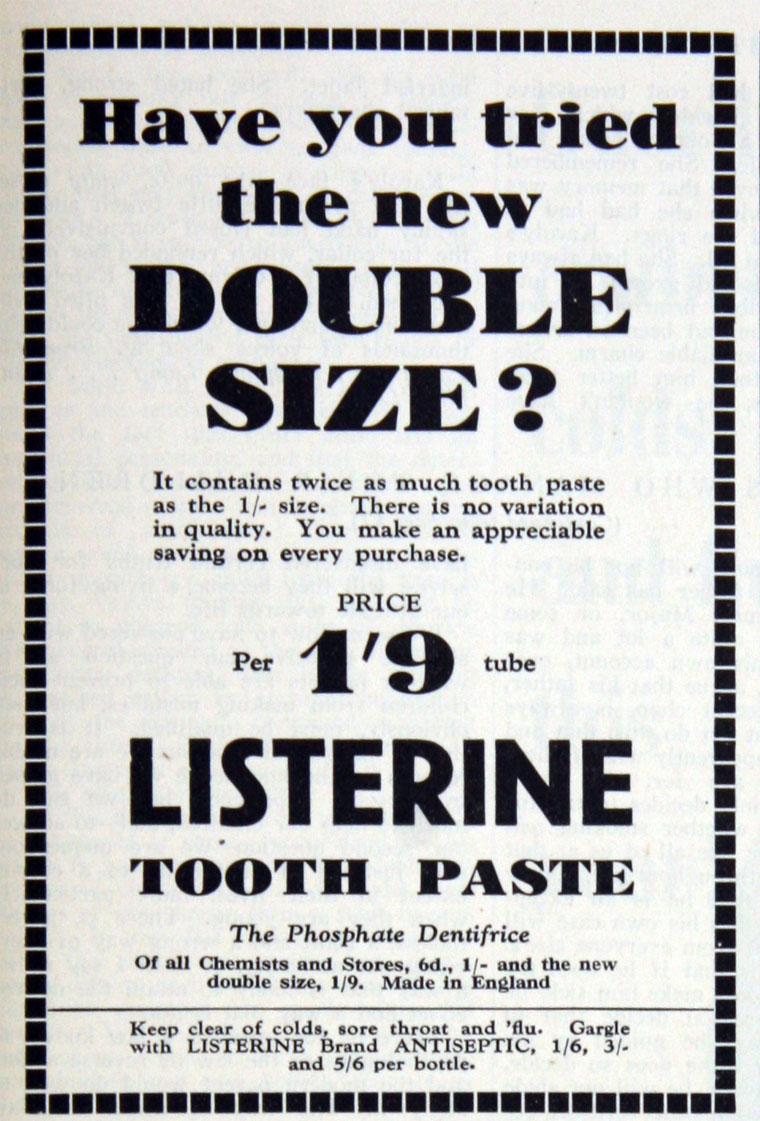 Have you tried
the new
DOUBLE
SIZE?
It contains twice as much tooth paste
as the 1/- size. There is no variation
in quality. You make an appreciable
saving on every purchase.
PRICE
Per 1'9 tube
LISTERINE
TOOTH PASTE
The Phosphate Dentifrice
Of all Chemists and Stores, 6d., 1/- and the new
double size, 1/9. Made in England
Keep clear of colds, sore throat and 'flu. Gargle
with LISTERINE Brand ANTISEPTIC, 1/6, 3/-
and 5/6 per bottle.